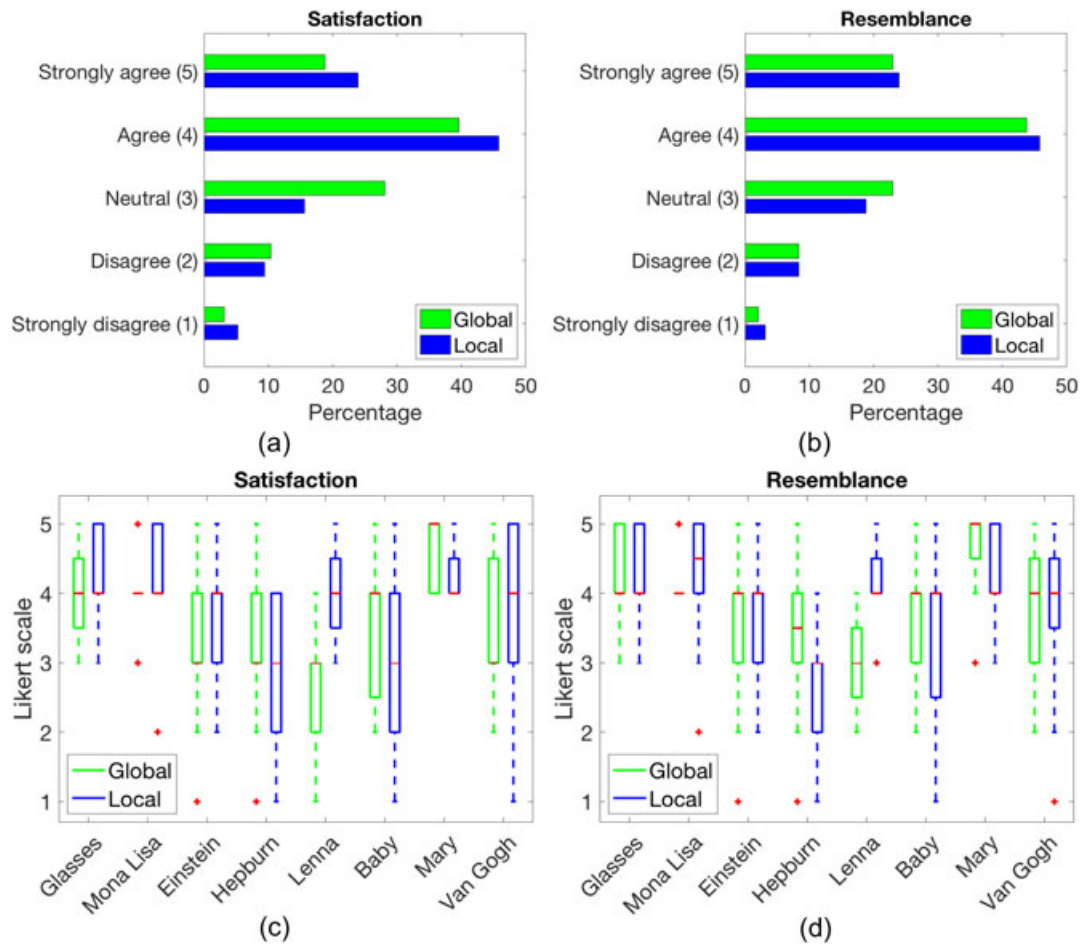 Satisfaction
Strongly agree (5)
Agree (4)
Neutral (3)
Disagree (2)
Strongly disagree (1)
Global
Local
0 10 20 30 40 50
Percentage
(a)
Resemblance
Strongly agree (5)
Agree (4)
Neutral (3)
Disagree (2)
Strongly disagree (1)
Global
Local
0 10 20 30 40 50
Percentage
(b)
Satisfaction
Likert scale
5
4
3
2
1
Global
Local
Glasses
Mona Lisa
Einstein
Hepburn
Lenna
Baby
Mary
Van Gogh
(c)
Resemblance
Likert scale
5
4
3
2
1
Global
Local
Glasses
Mona Lisa
Einstein
Hepburn
Lenna
Baby
Mary
Van Gogh
(d)